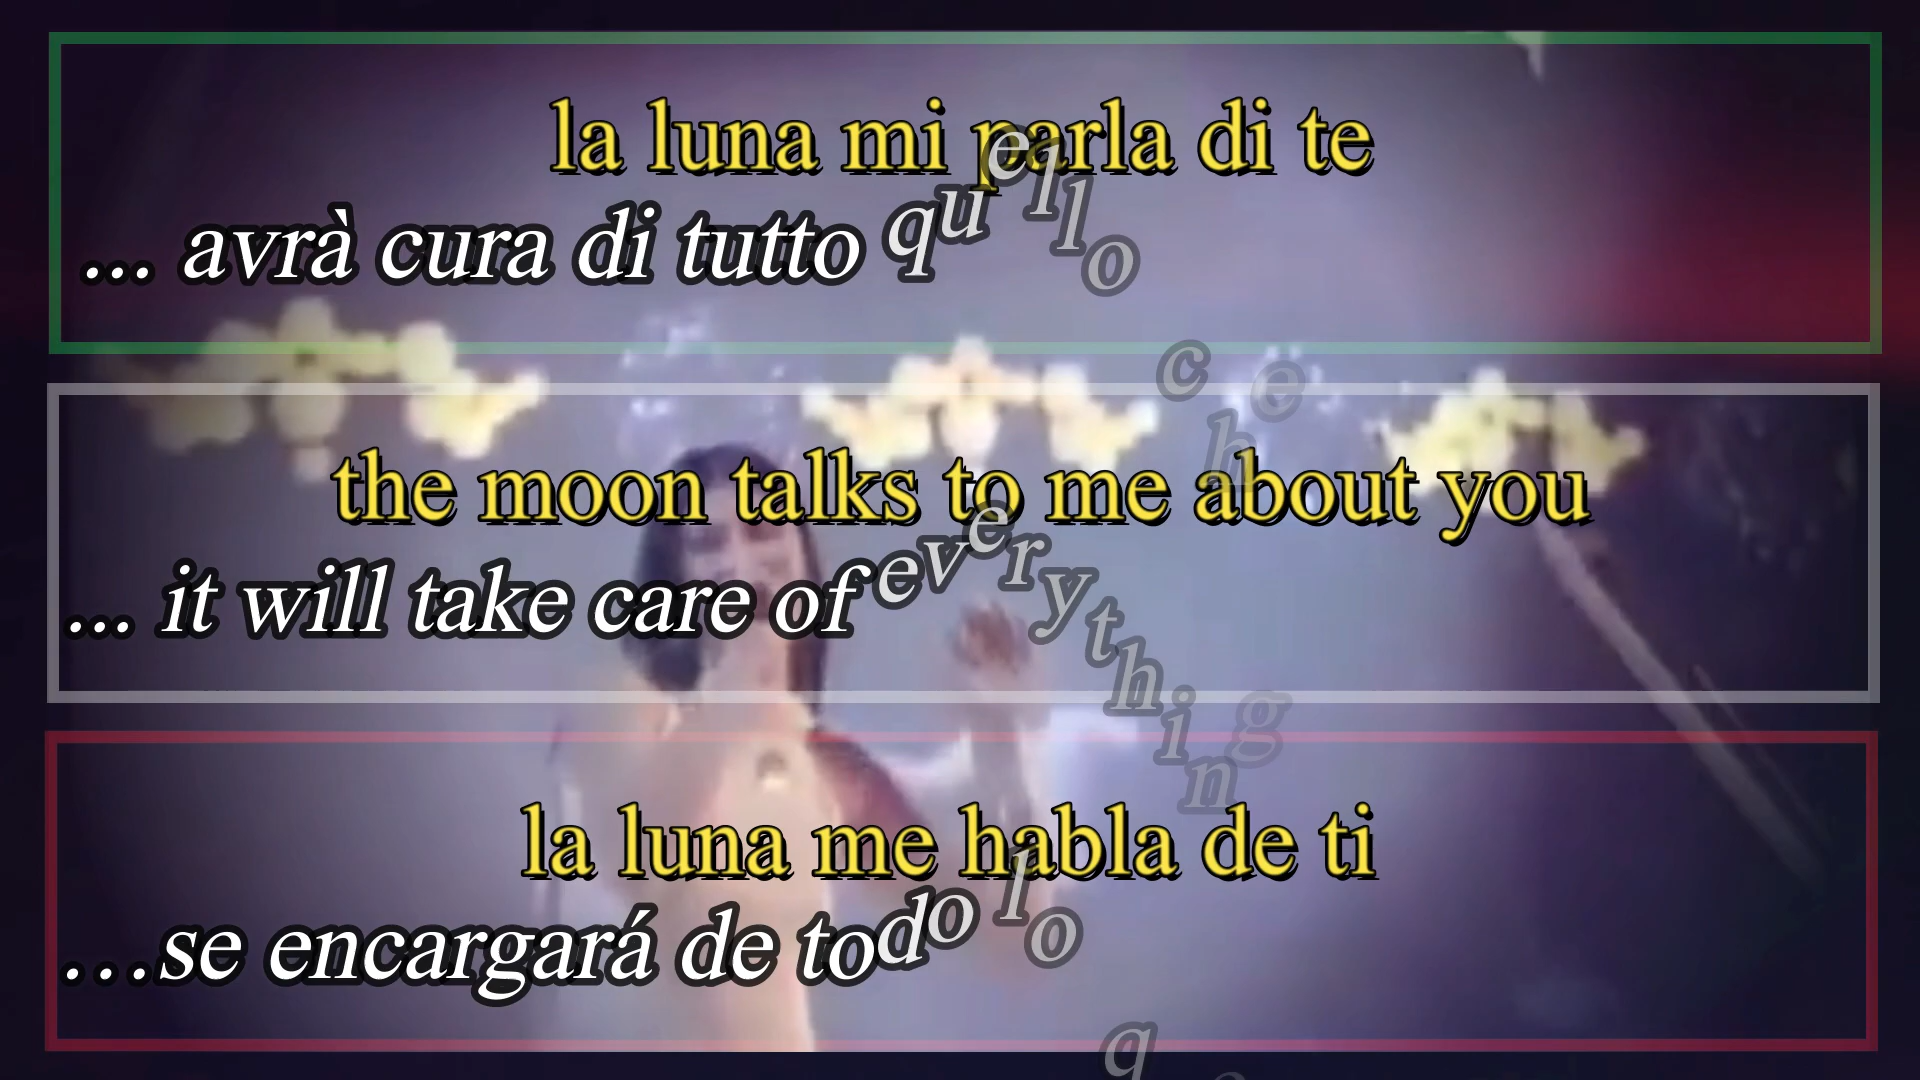 la luna mi parla di te
... avrà cura di tutto quello che
the moon talks to me about you
... it will take care of everything
la luna me habla de ti
…se encargará de todo lo q